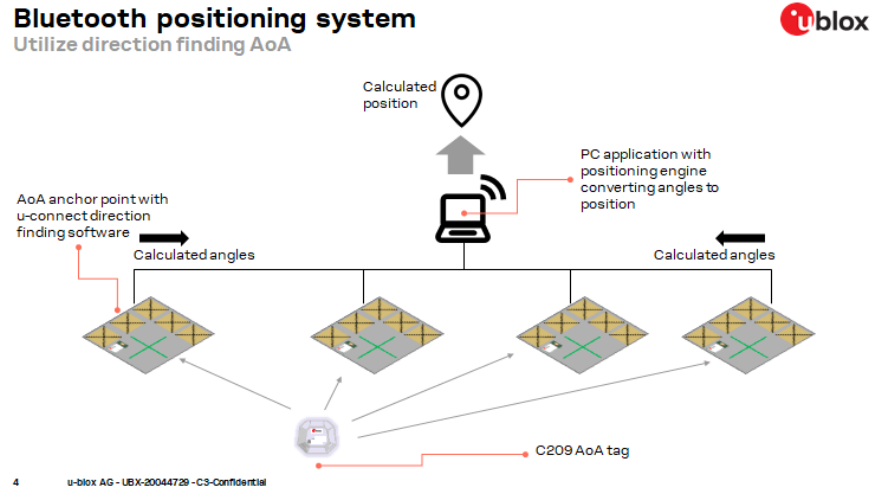 Bluetooth positioning system
Utilize direction finding AoA
ublox
Calculated
position
PC application with
positioning engine
converting angles to
position
AoA anchor point with
u-connect direction
finding software
Calculated angles
Calculated angles
C209 AoA tag
4 u-blox AG - UBX-20044729 - C3-Confidential